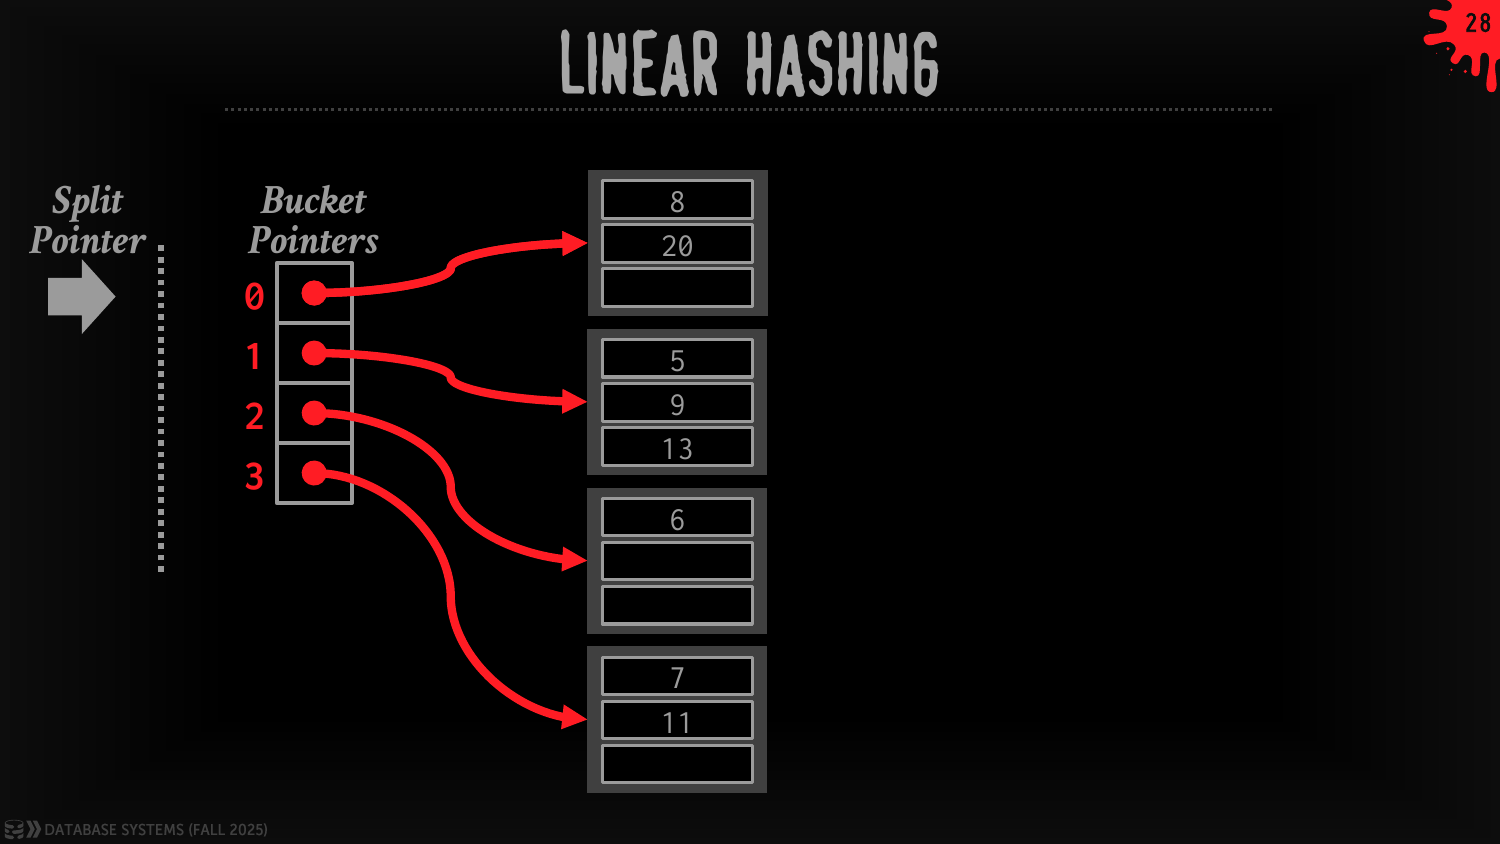 28
LINEAR HASHING
Split
Pointer
Bucket
Pointers
0
1
2
3
8
20
5
9
13
6
7
11
DATABASE SYSTEMS (FALL 2025)